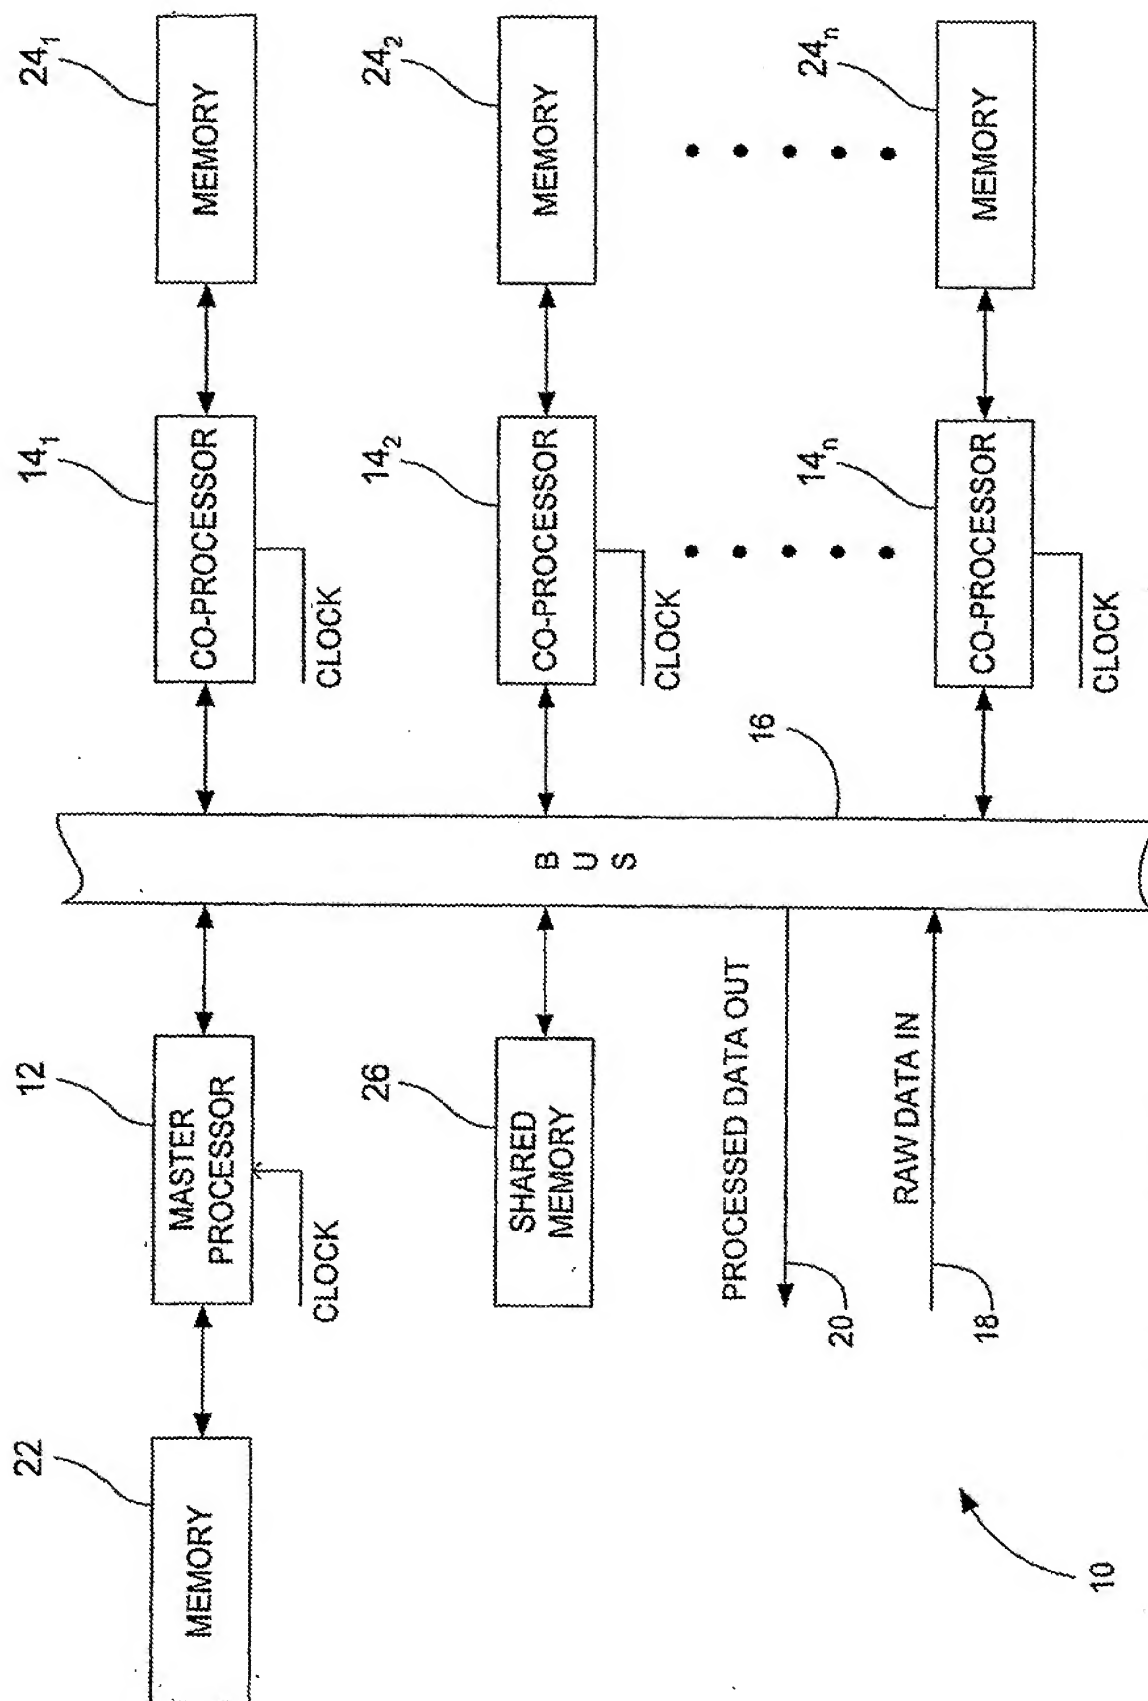 22
MEMORY
12
MASTER
PROCESSOR
CLOCK
14₁
CO-PROCESSOR
CLOCK
24₁
MEMORY
26
SHARED
MEMORY
BUS
14₂
CO-PROCESSOR
CLOCK
24₂
MEMORY
PROCESSED DATA OUT
20
16
RAW DATA IN
18
14ₙ
CO-PROCESSOR
CLOCK
24ₙ
MEMORY
10